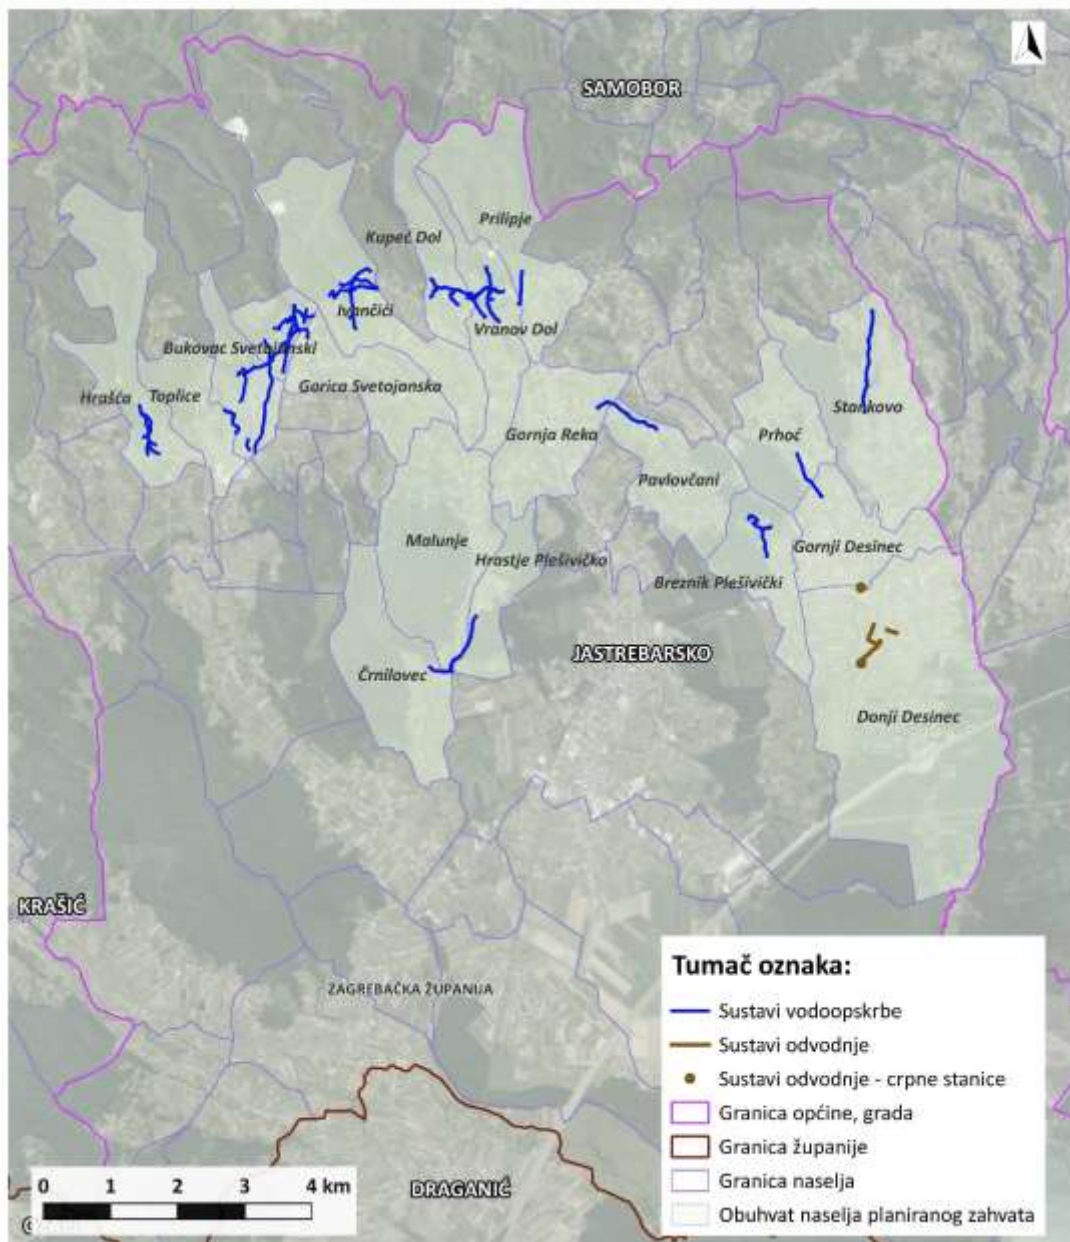 SAMOBOR
Prilipje
Kupeč Dol
Ivančići
Vranov Dol
Bukovac Svetojanski
Gorica Svetojanska
Hrašća
Toplice
Stankovo
Gornja Reka
Prhoć
Pavlovčani
Malunje
Hrastje Plešivičko
Gornji Desinec
Breznik Plešivički
JASTREBARSKO
Črnilovec
Donji Desinec
KRAŠIĆ
ZAGREBAČKA ŽUPANIJA
Tumač oznaka:
Sustavi vodoopskrbe
Sustavi odvodnje
Sustavi odvodnje - crpne stanice
Granica općine, grada
Granica županije
Granica naselja
Obuhvat naselja planiranog zahvata
0 1 2 3 4 km
DRAGANIĆ